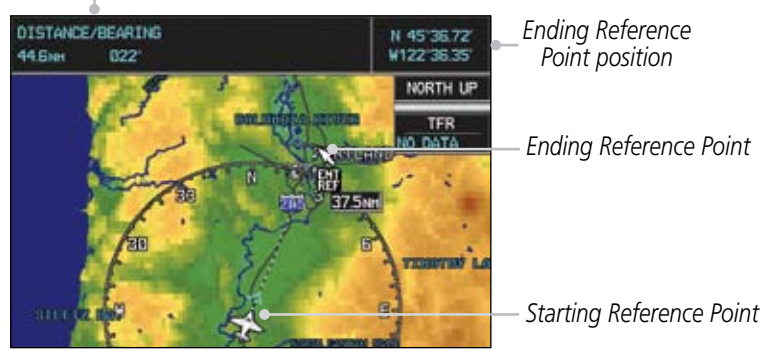 DISTANCE/BEARING
44.6NM 022°
N 45°36.72'
W122°36.35'
Ending Reference
Point position
NORTH UP
TFR
NO DATA
Ending Reference Point
N
ENT
REF
33
37.5NM
30
6
E
Starting Reference Point